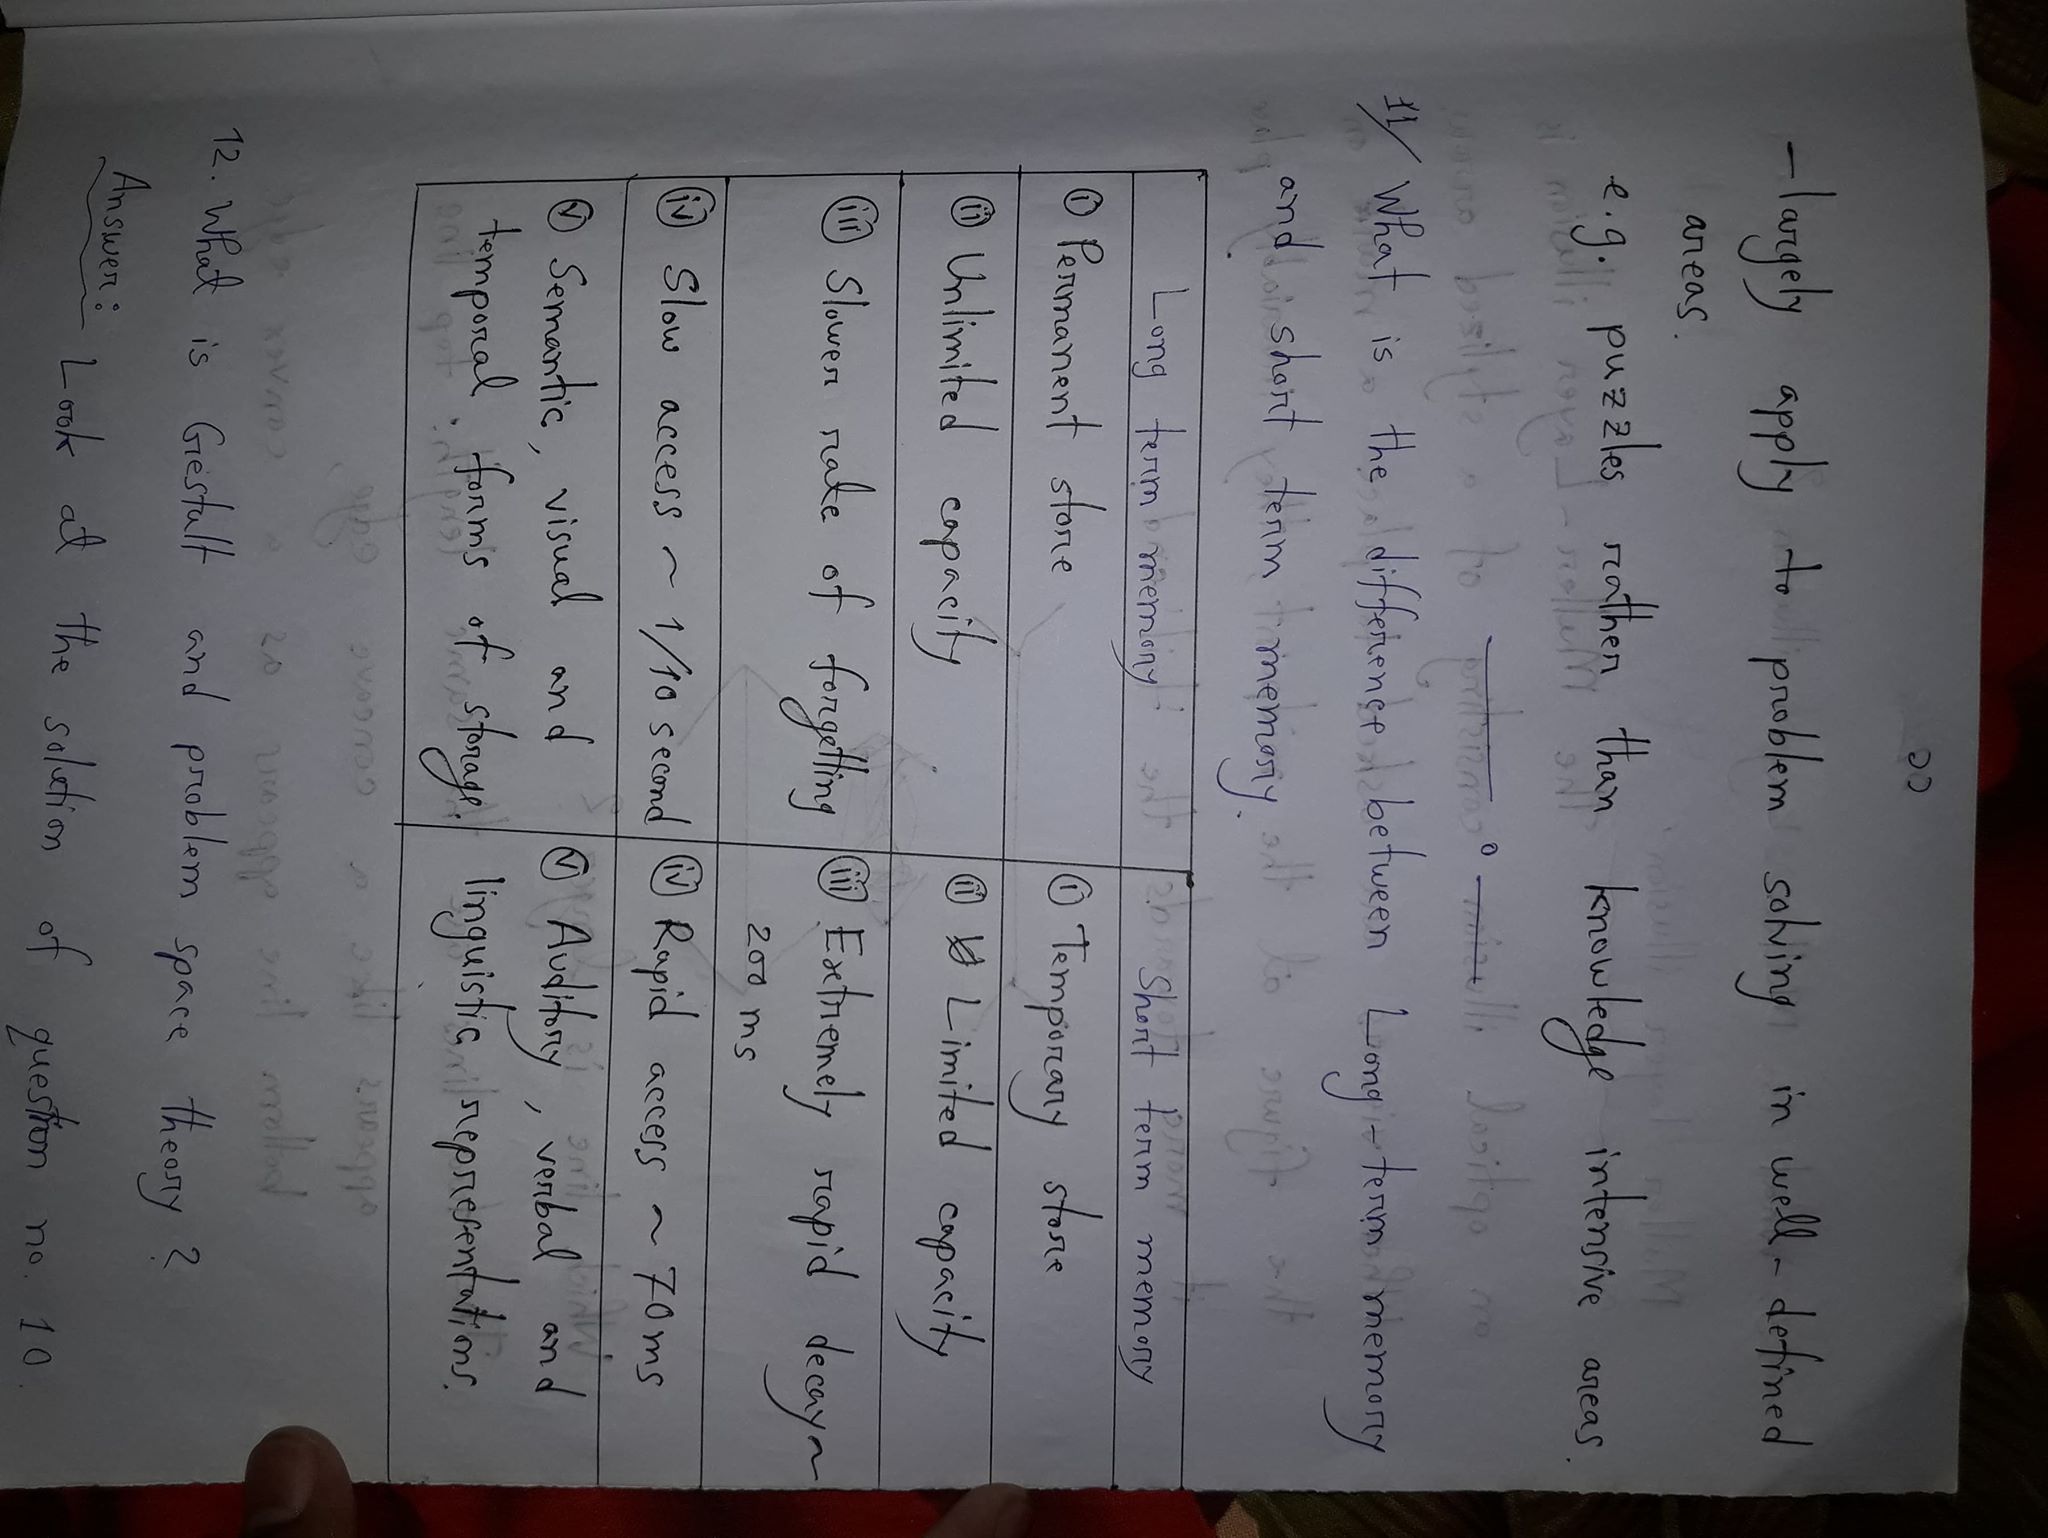 - largely apply to problem solving in well-defined
areas.
e.g. puzzles rather than knowledge intensive areas.
11/ What is the difference between Long-term memory
and short term memory.
Long term memory
Short term memory
(i) Permanent store
(i) Temporary store
(ii) Unlimited capacity
(ii) Limited capacity
(iii) Slower rate of forgetting
(iii) Extremely rapid decay ~
200 ms
(iv) Slow access ~ 1/10 second
(iv) Rapid access ~ 70ms
(v) Semantic, visual and
temporal forms of storage.
(v) Auditory, verbal and
linguistic representations.
12. What is Gestalt and problem space theory?
Answer: Look at the solution of question no. 10.